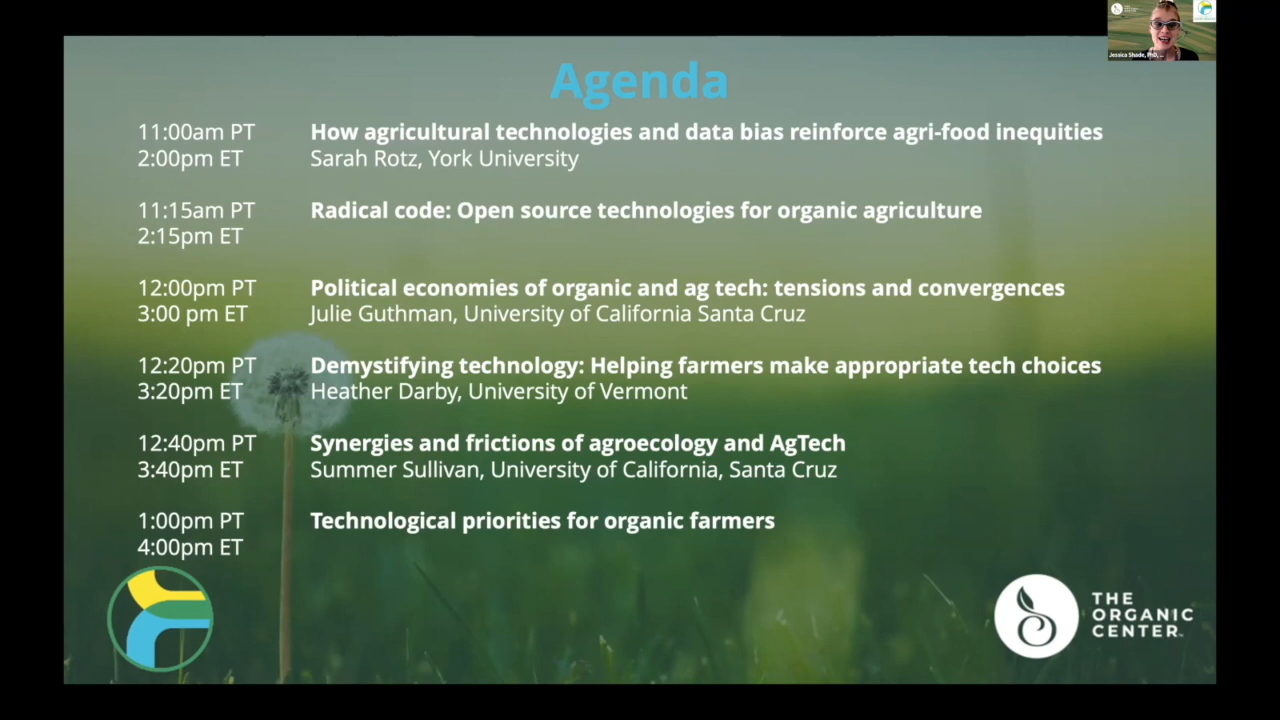 Jessica Shade, PhD, ...
Agenda
11:00am PT How agricultural technologies and data bias reinforce agri-food inequities
2:00pm ET Sarah Rotz, York University
11:15am PT Radical code: Open source technologies for organic agriculture
2:15pm ET
12:00pm PT Political economies of organic and ag tech: tensions and convergences
3:00 pm ET Julie Guthman, University of California Santa Cruz
12:20pm PT Demystifying technology: Helping farmers make appropriate tech choices
3:20pm ET Heather Darby, University of Vermont
12:40pm PT Synergies and frictions of agroecology and AgTech
3:40pm ET Summer Sullivan, University of California, Santa Cruz
1:00pm PT Technological priorities for organic farmers
4:00pm ET
THE
ORGANIC
CENTER